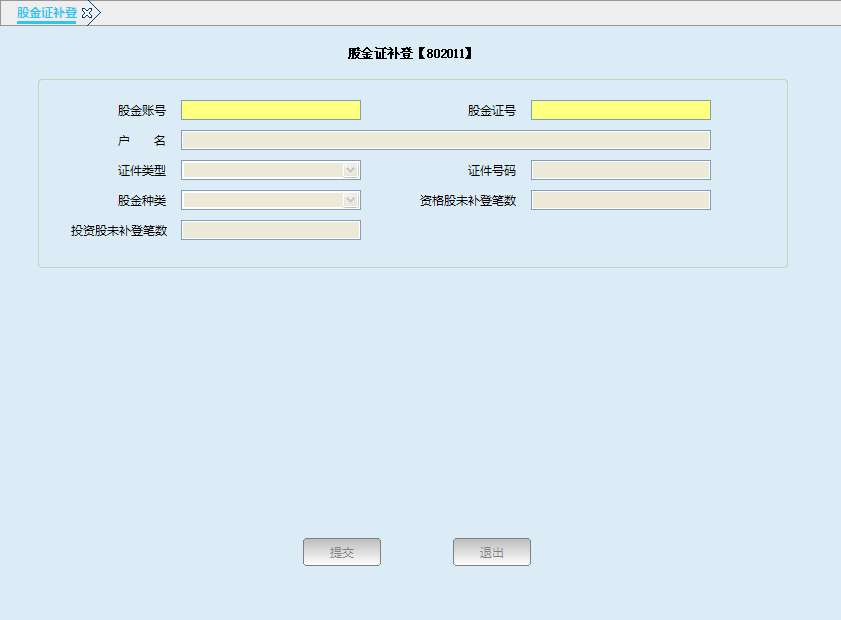 股金证补登
股金证补登【802011】
股金账号 股金证号
户 名
证件类型 证件号码
股金种类 资格股未补登笔数
投资股未补登笔数
提交 退出